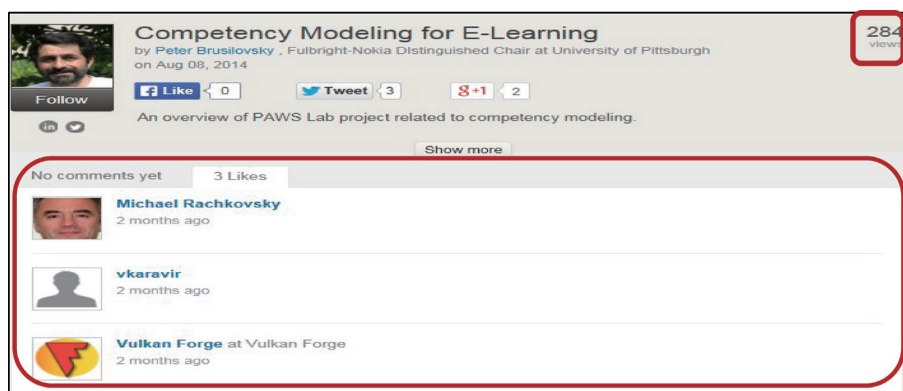 Competency Modeling for E-Learning
by Peter Brusilovsky , Fulbright-Nokia DIstinguished Chair at University of Pittsburgh
on Aug 08, 2014
284
views
Follow
Like 0 Tweet 3 +1 2
An overview of PAWS Lab project related to competency modeling.
Show more
No comments yet 3 Likes
Michael Rachkovsky
2 months ago
vkaravir
2 months ago
Vulkan Forge at Vulkan Forge
2 months ago